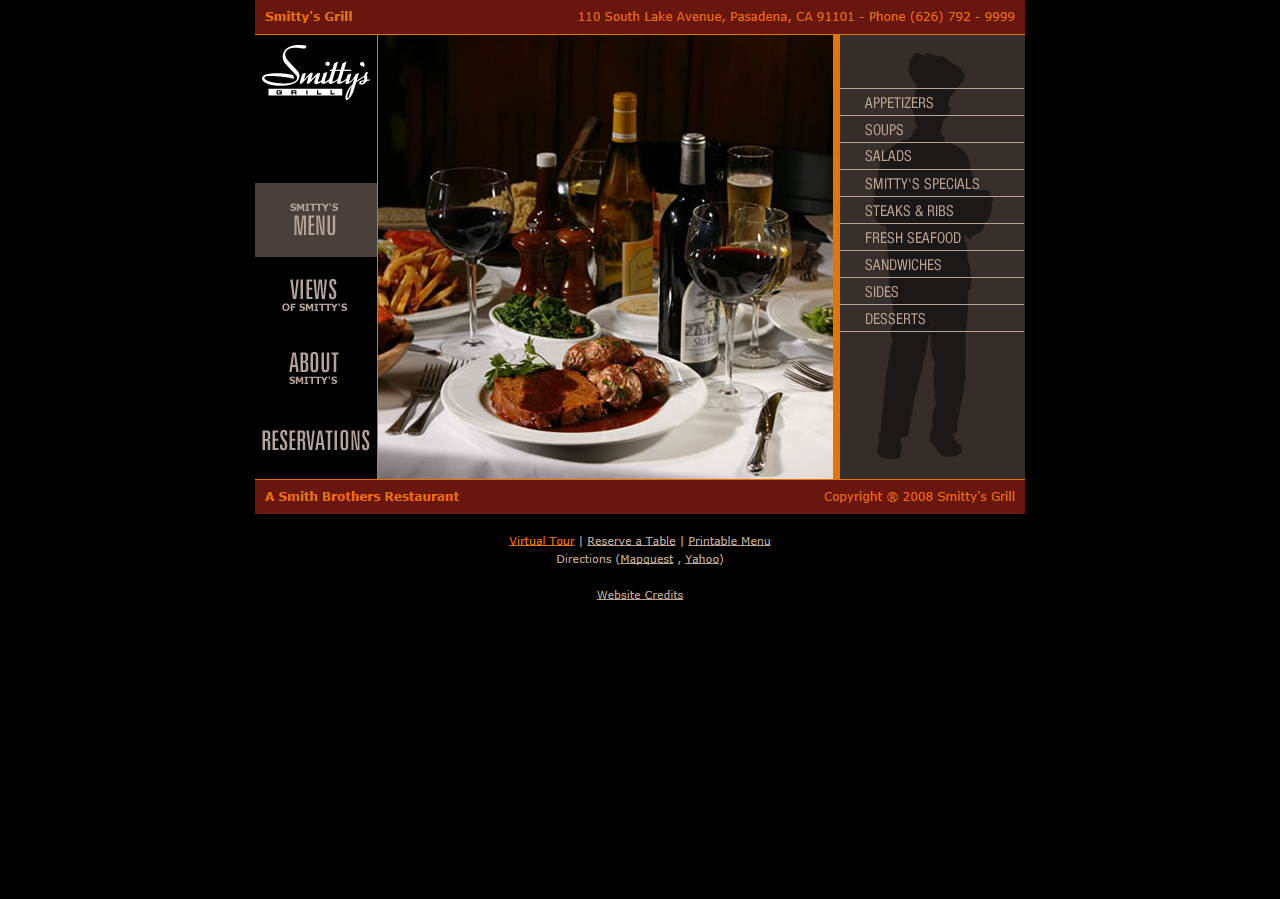 Smitty's Grill
110 South Lake Avenue, Pasadena, CA 91101 - Phone (626) 792 - 9999
Smitty's
GRILL
SMITTY'S
MENU
VIEWS
OF SMITTY'S
ABOUT
SMITTY'S
RESERVATIONS
APPETIZERS
SOUPS
SALADS
SMITTY'S SPECIALS
STEAKS & RIBS
FRESH SEAFOOD
SANDWICHES
SIDES
DESSERTS
A Smith Brothers Restaurant
Copyright ® 2008 Smitty's Grill
Virtual Tour | Reserve a Table | Printable Menu
Directions (Mapquest , Yahoo)
Website Credits